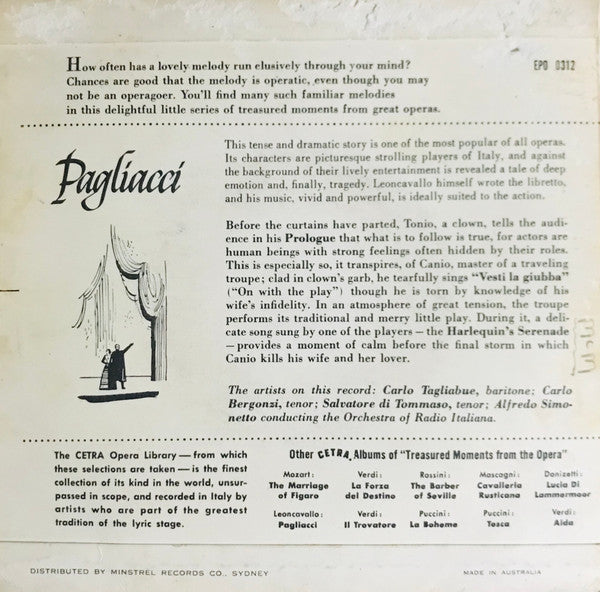 How often has a lovely melody run elusively through your mind?
Chances are good that the melody is operatic, even though you may
not be an operagoer. You'll find many such familiar melodies
in this delightful little series of treasured moments from great operas.
EPO 0312
Pagliacci
This tense and dramatic story is one of the most popular of all operas.
Its characters are picturesque strolling players of Italy, and against
the background of their lively entertainment is revealed a tale of deep
emotion and, finally, tragedy. Leoncavallo himself wrote the libretto,
and his music, vivid and powerful, is ideally suited to the action.
Before the curtains have parted, Tonio, a clown, tells the audi-
ence in his Prologue that what is to follow is true, for actors are
human beings with strong feelings often hidden by their roles.
This is especially so, it transpires, of Canio, master of a traveling
troupe; clad in clown's garb, he tearfully sings "Vesti la giubba"
("On with the play") though he is torn by knowledge of his
wife's infidelity. In an atmosphere of great tension, the troupe
performs its traditional and merry little play. During it, a deli-
cate song sung by one of the players — the Harlequin's Serenade
— provides a moment of calm before the final storm in which
Canio kills his wife and her lover.
The artists on this record: Carlo Tagliabue, baritone; Carlo
Bergonzi, tenor; Salvatore di Tommaso, tenor; Alfredo Simo-
netto conducting the Orchestra of Radio Italiana.
The CETRA Opera Library — from which
these selections are taken — is the finest
collection of its kind in the world, unsur-
passed in scope, and recorded in Italy by
artists who are part of the greatest
tradition of the lyric stage.
Other CETRA Albums of "Treasured Moments from the Opera"
Mozart: Verdi: Rossini: Mascagni: Donizetti:
The Marriage La Forza The Barber Cavalleria Lucia Di
of Figaro del Destino of Seville Rusticana Lammermoor
Leoncavallo: Verdi: Puccini: Puccini: Verdi:
Pagliacci Il Trovatore La Boheme Tosca Aida
DISTRIBUTED BY MINSTREL RECORDS CO., SYDNEY
MADE IN AUSTRALIA